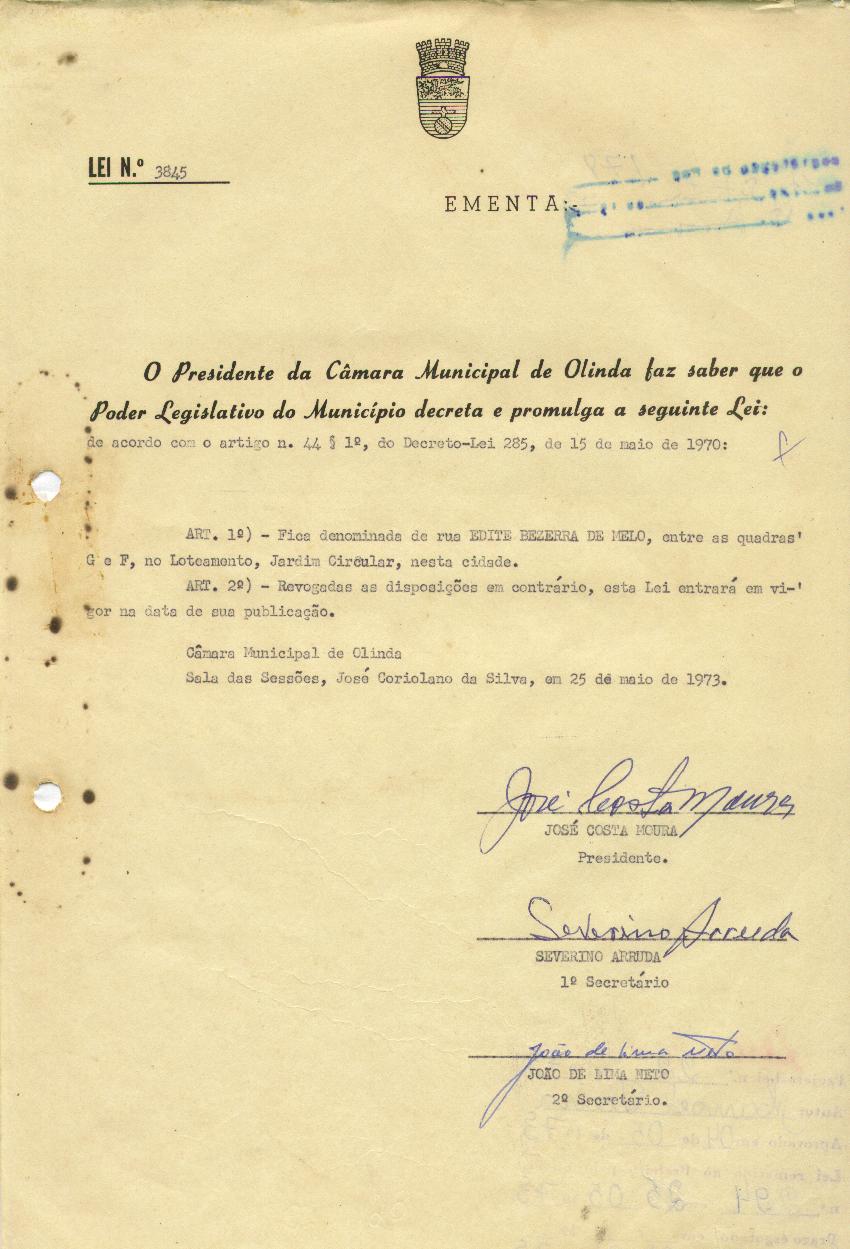 LEI N.º 3845
EMENTA:-
O Presidente da Câmara Municipal de Olinda faz saber que o
Poder Legislativo do Município decreta e promulga a seguinte Lei:
de acordo com o artigo n. 44 § 1º, do Decreto-Lei 285, de 15 de maio de 1970:
ART. 1º) - Fica denominada de rua EDITE BEZERRA DE MELO, entre as quadras'
G e F, no Loteamento, Jardim Circular, nesta cidade.
ART. 2º) - Revogadas as disposições em contrário, esta Lei entrará em vi-'
gor na data de sua publicação.
Câmara Municipal de Olinda
Sala das Sessões, José Coriolano da Silva, em 25 de maio de 1973.
José Costa Moura
JOSÉ COSTA MOURA
Presidente.
Severino Arruda
SEVERINO ARRUDA
1º Secretário
João de Lima Neto
JOÃO DE LIMA NETO
2º Secretário.